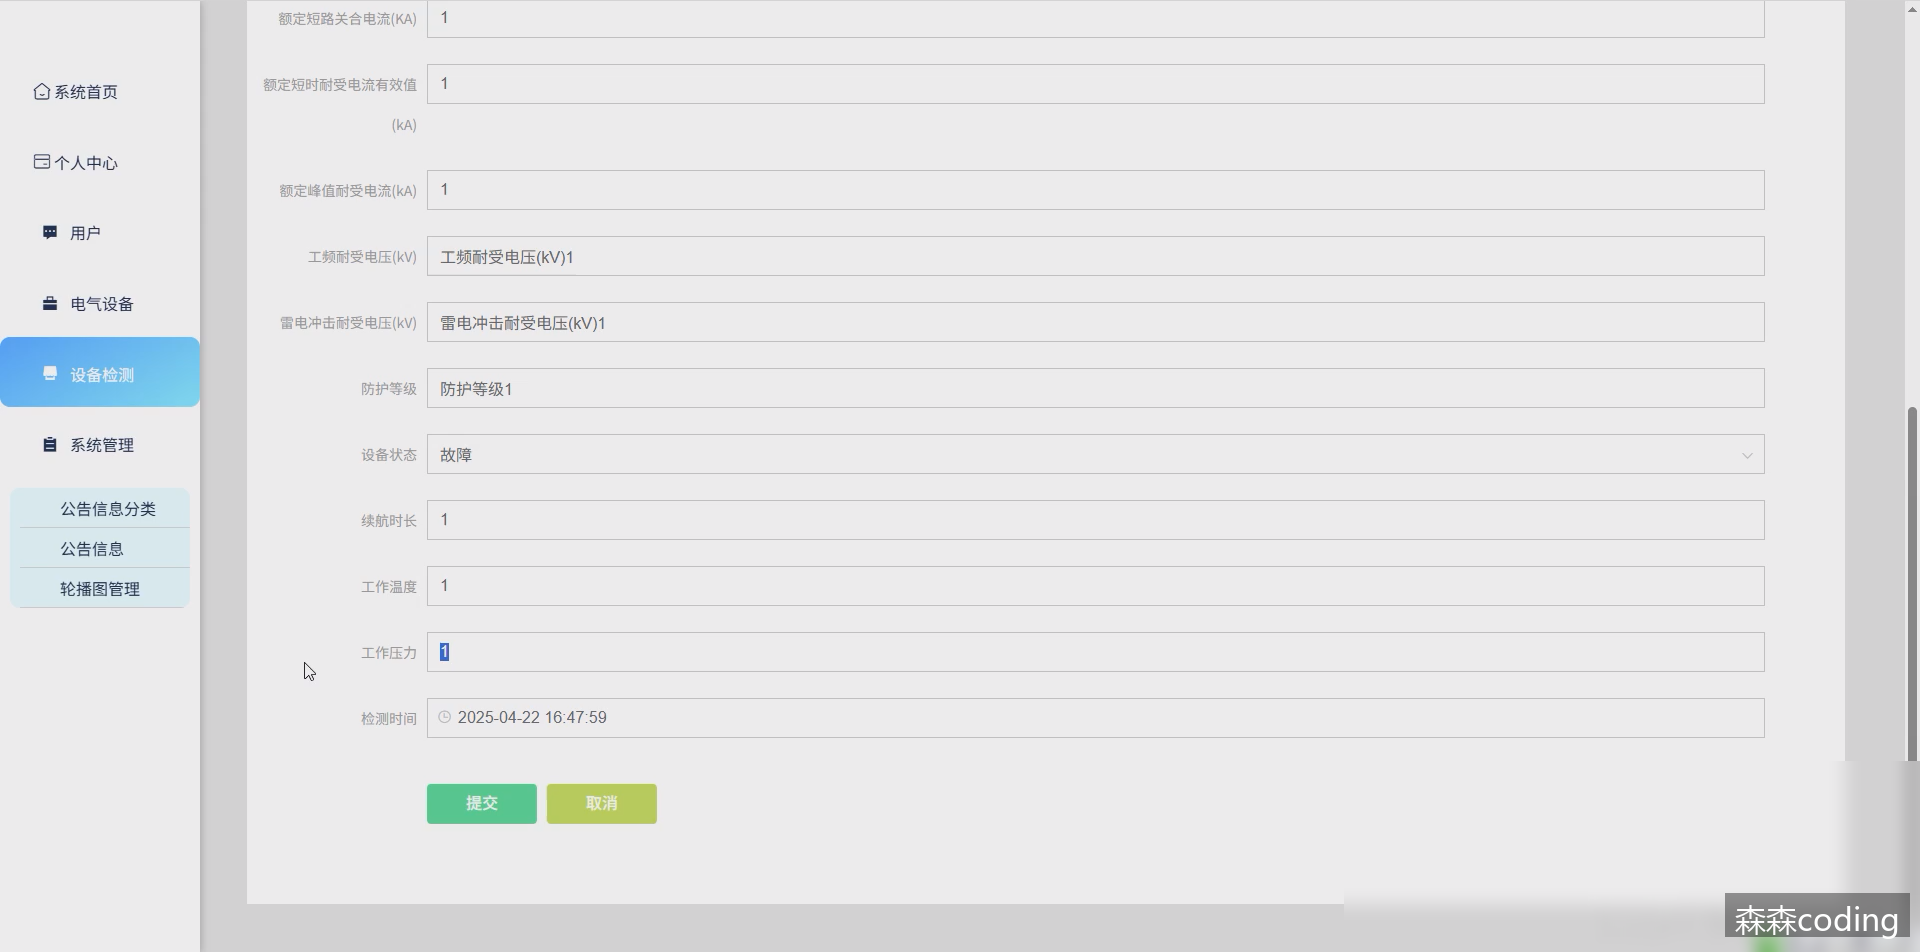 额定短路关合电流(KA) 1
额定短时耐受电流有效值 1
(kA)
额定峰值耐受电流(kA) 1
工频耐受电压(kV) 工频耐受电压(kV)1
雷电冲击耐受电压(kV) 雷电冲击耐受电压(kV)1
防护等级 防护等级1
设备状态 故障
续航时长 1
工作温度 1
工作压力 1
检测时间 2025-04-22 16:47:59
提交 取消
系统首页
个人中心
用户
电气设备
设备检测
系统管理
公告信息分类
公告信息
轮播图管理
森森coding